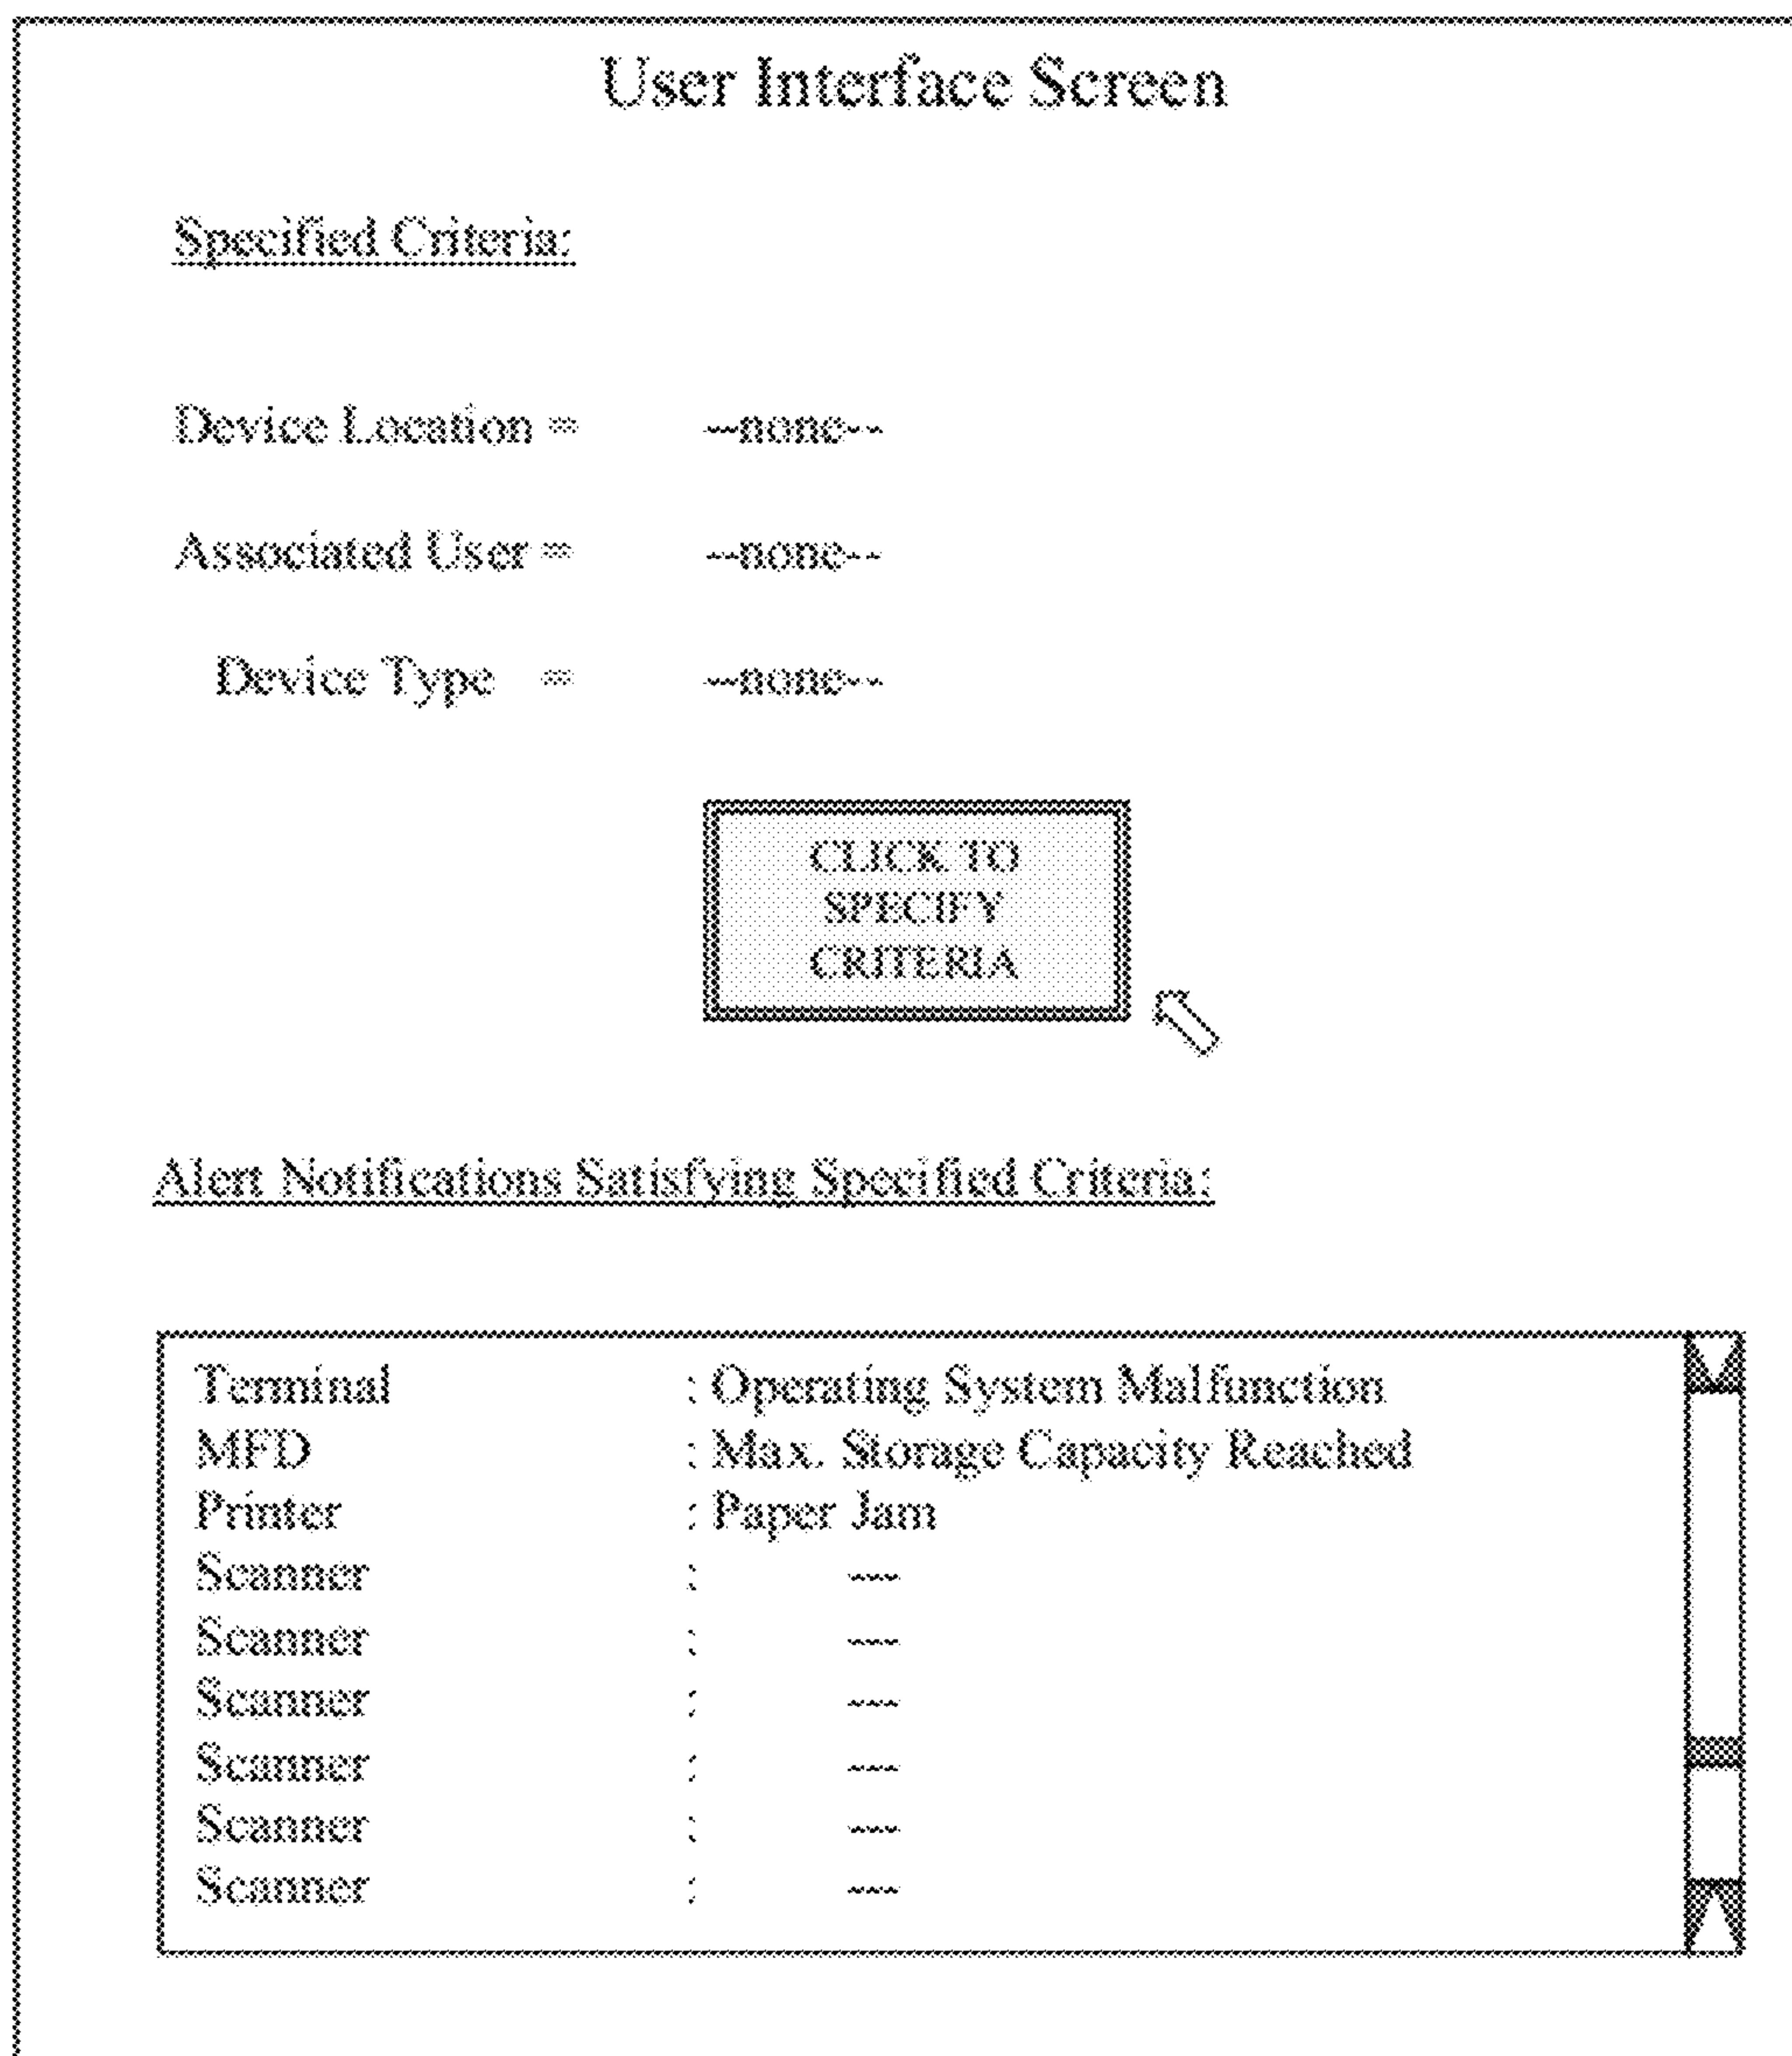 User Interface Screen
Specified Criteria:
Device Location = --none--
Associated User = --none--
Device Type = --none--
CLICK TO
SPECIFY
CRITERIA
Alert Notifications Satisfying Specified Criteria:
Terminal : Operating System Malfunction
MFD : Max. Storage Capacity Reached
Printer : Paper Jam
Scanner : ---
Scanner : ---
Scanner : ---
Scanner : ---
Scanner : ---
Scanner : ---